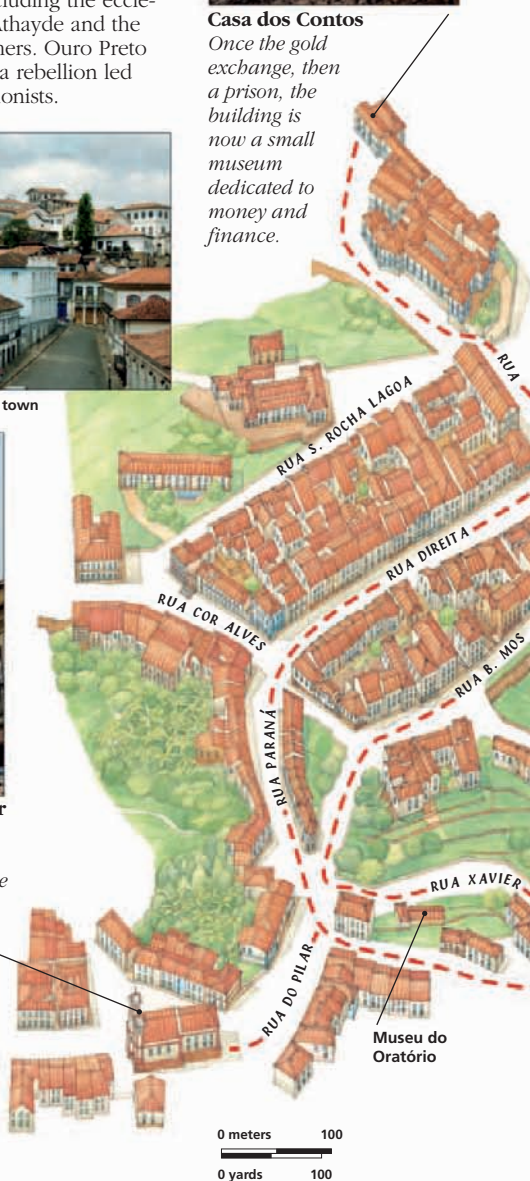 cluding the eccle-
Athayde and the
ners. Ouro Preto
a rebellion led
onists.
Casa dos Contos
Once the gold
exchange, then
a prison, the
building is
now a small
museum
dedicated to
money and
finance.
town
RUA
RUA S. ROCHA LAGOA
RUA DIREITA
RUA COR ALVES
RUA B. MOS
RUA PARANÁ
r
e
RUA XAVIER
RUA DO PILAR
Museu do
Oratório
0 meters 100
0 yards 100